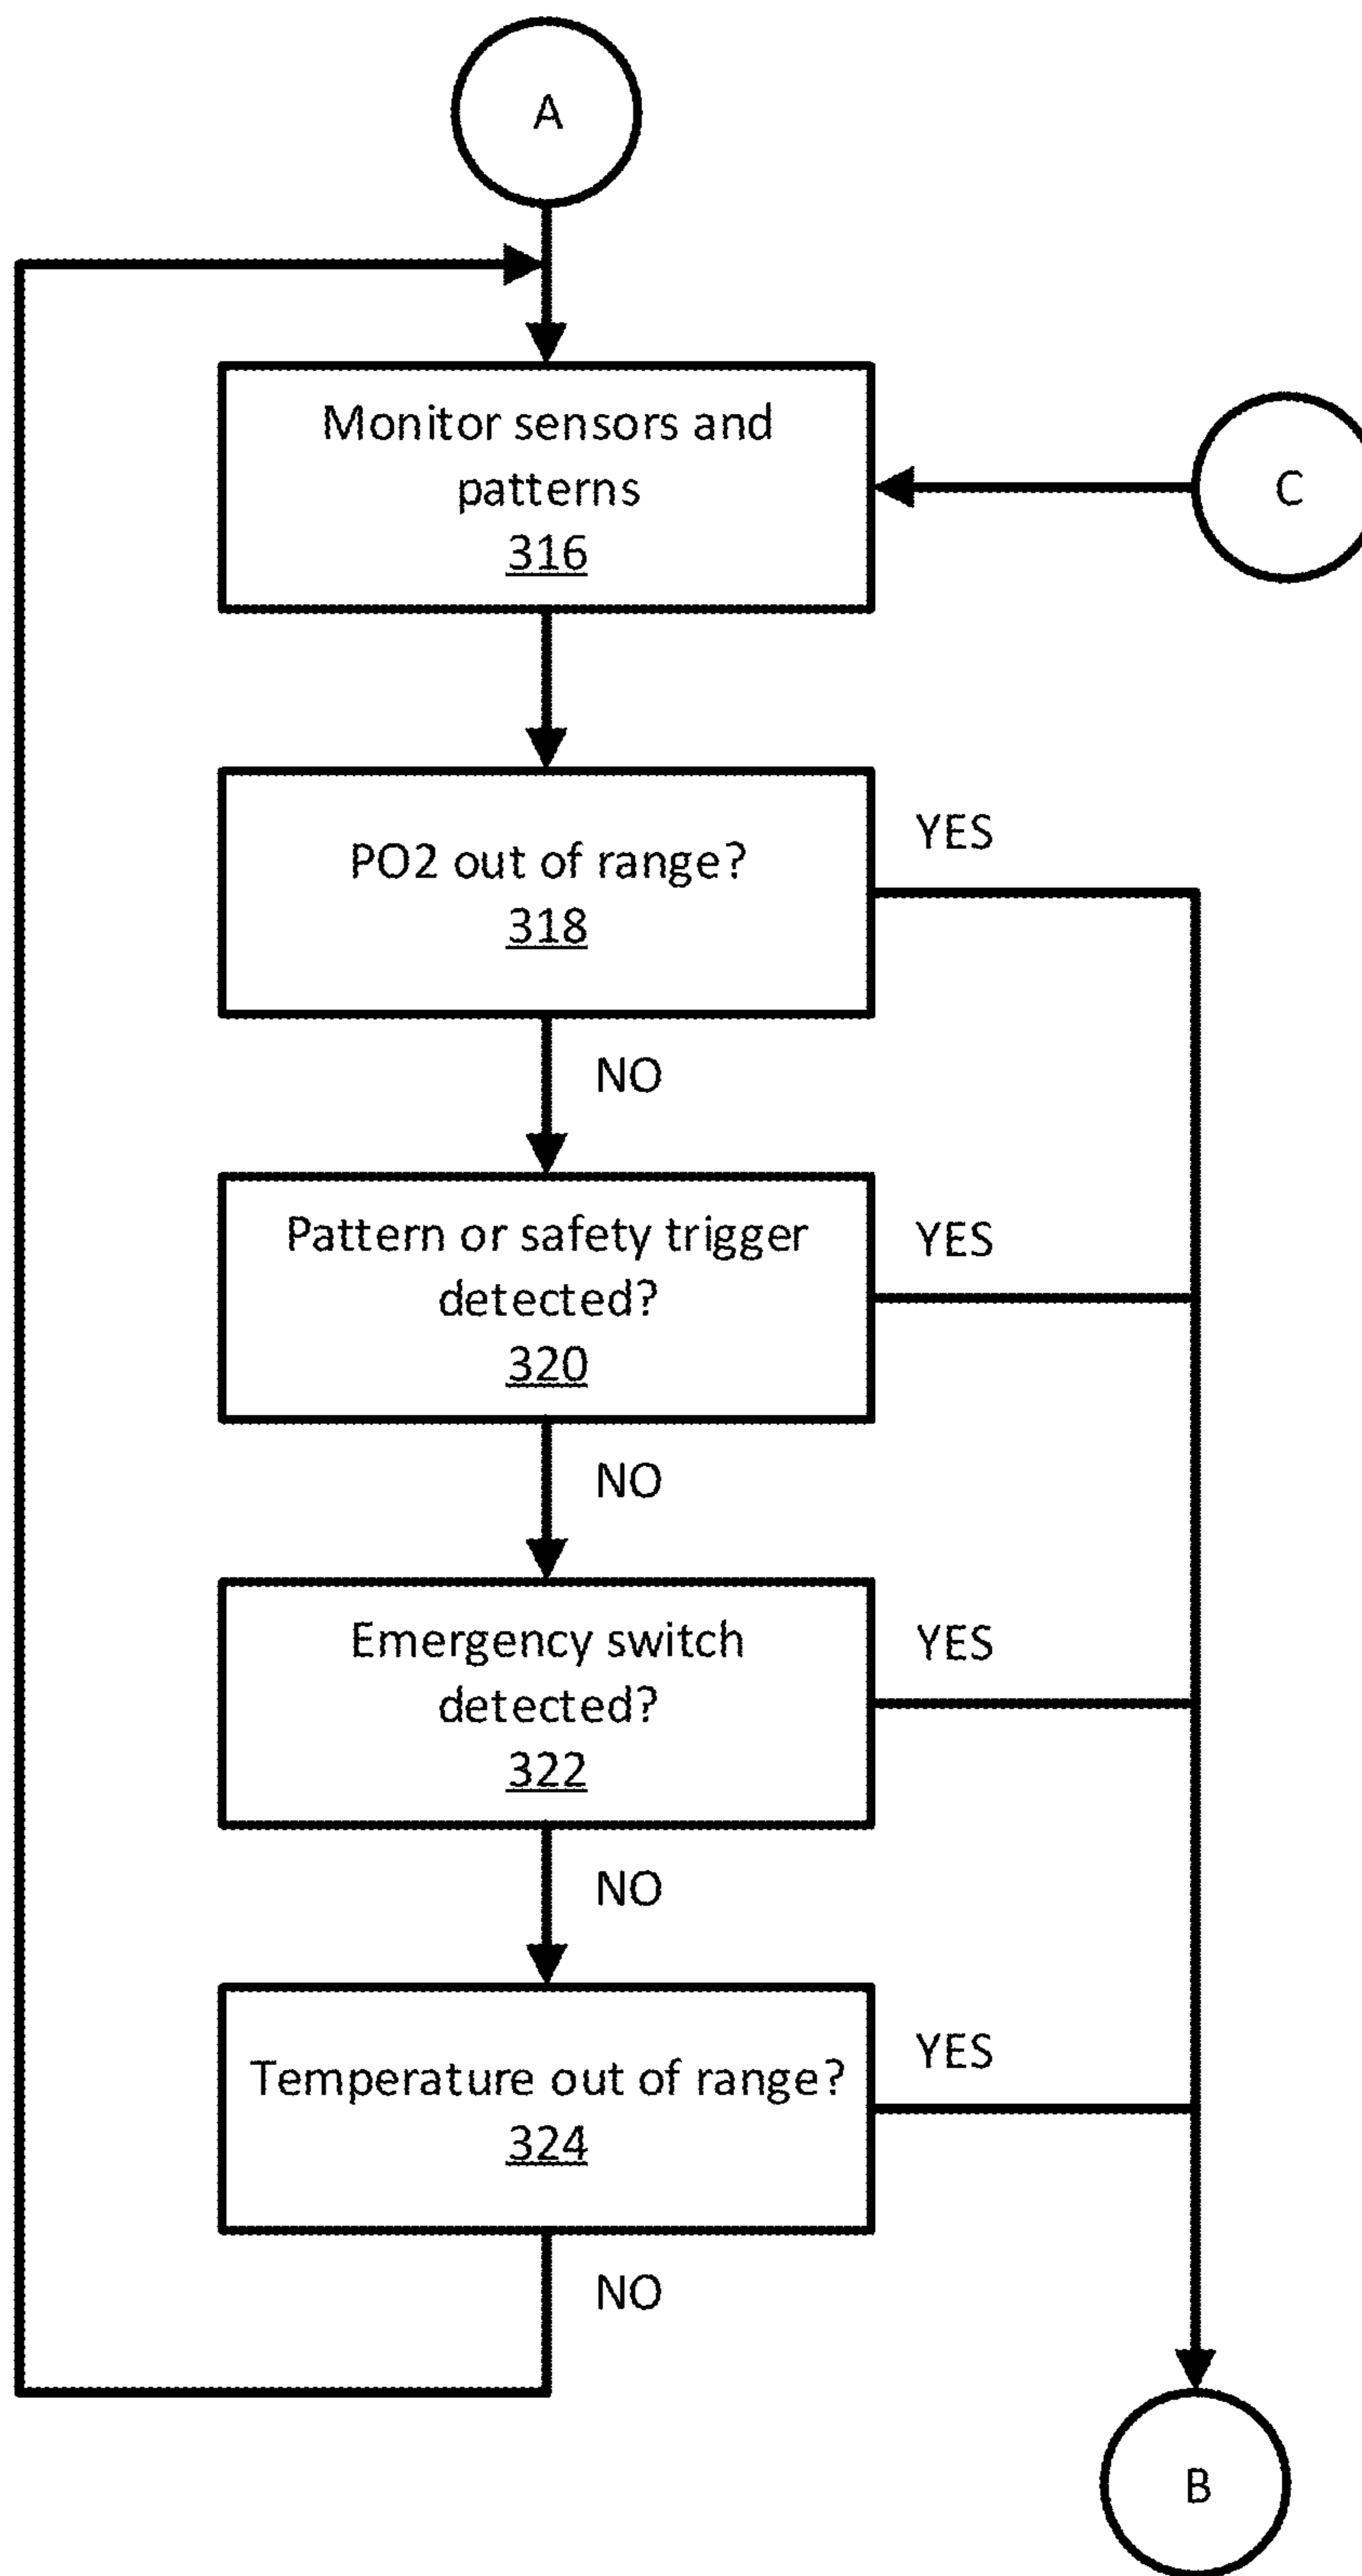 A
Monitor sensors and
patterns
316
C
PO2 out of range?
318
YES
NO
Pattern or safety trigger
detected?
320
YES
NO
Emergency switch
detected?
322
YES
NO
Temperature out of range?
324
YES
NO
B